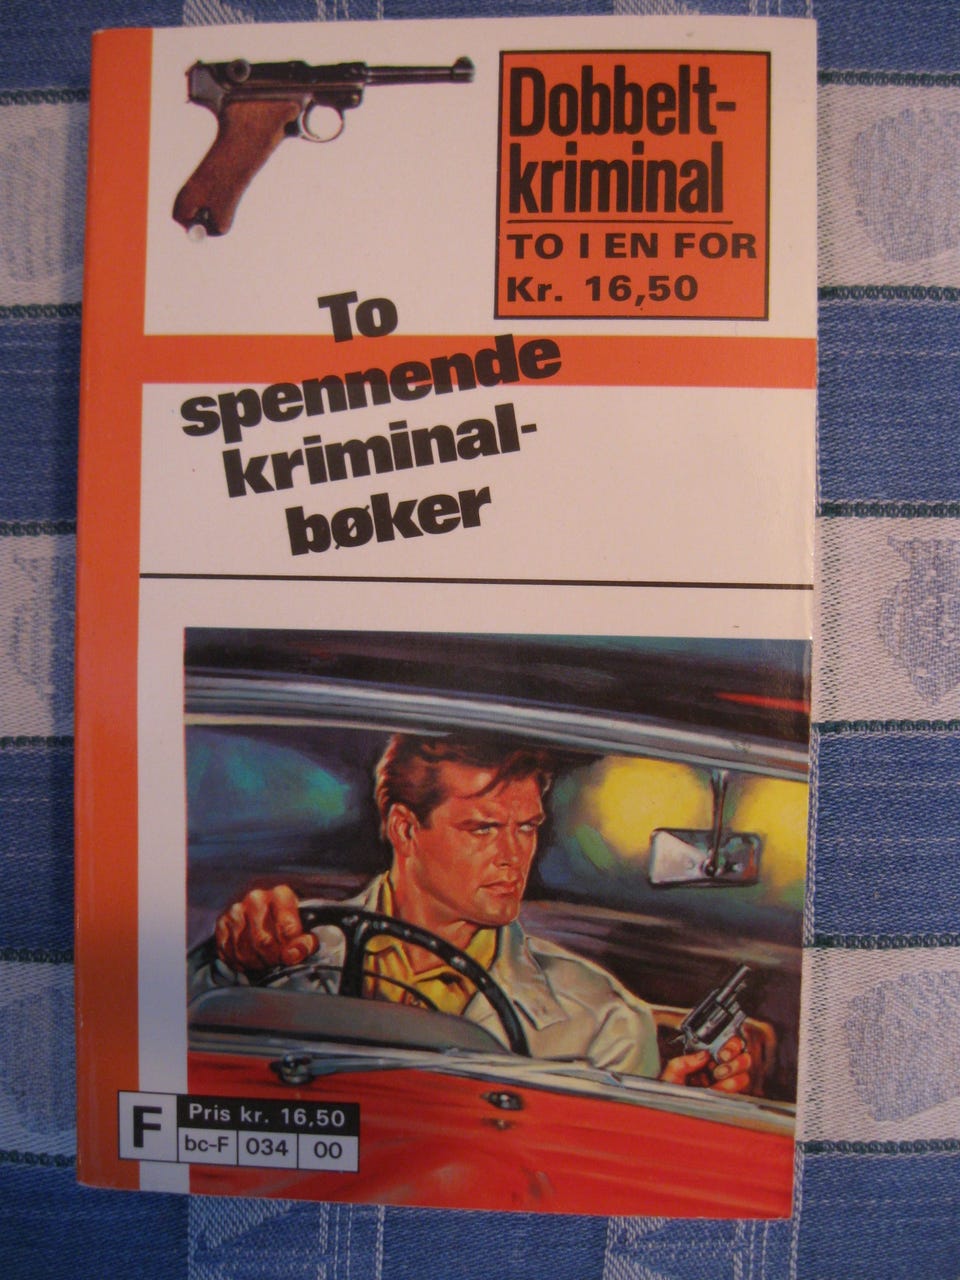 Dobbelt-
kriminal
TO I EN FOR
Kr. 16,50
To
spennende
kriminal-
bøker
F
Pris kr. 16,50
bc-F 034 00